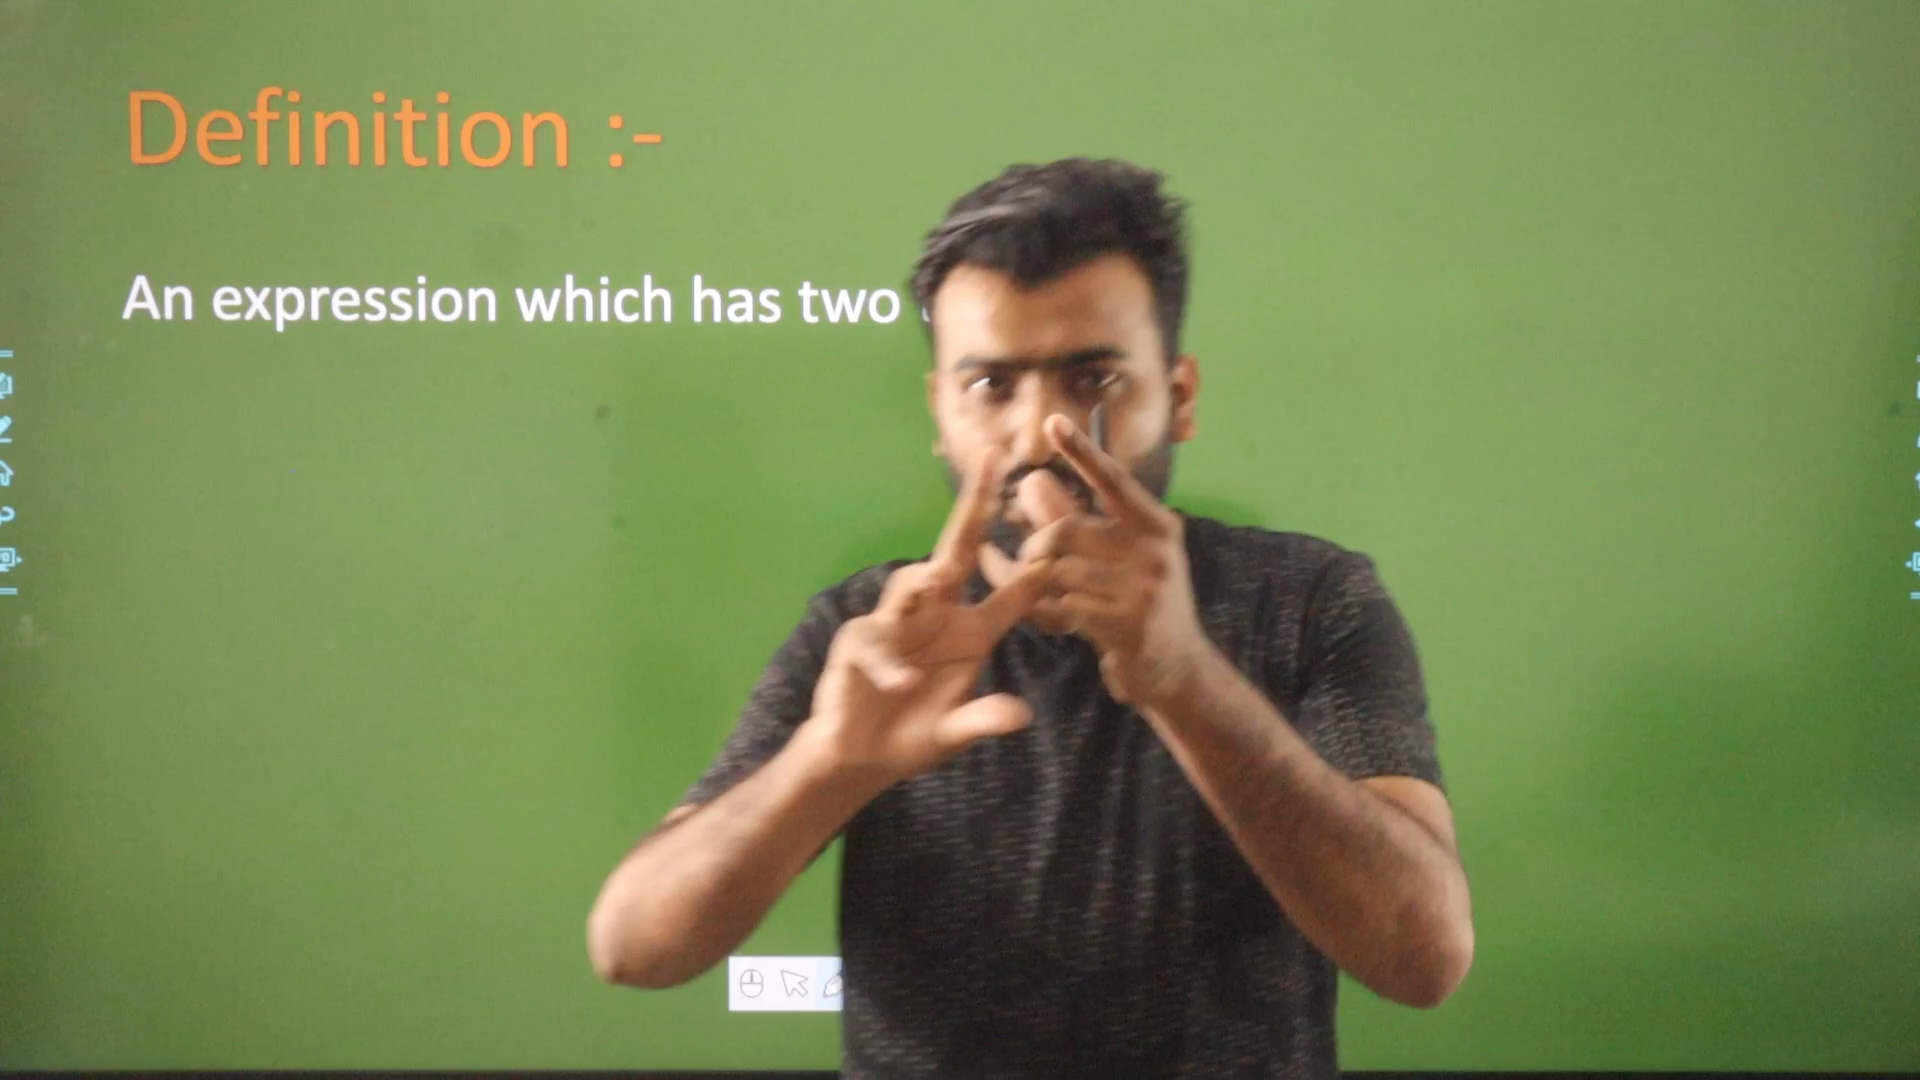 Definition :-
An expression which has two